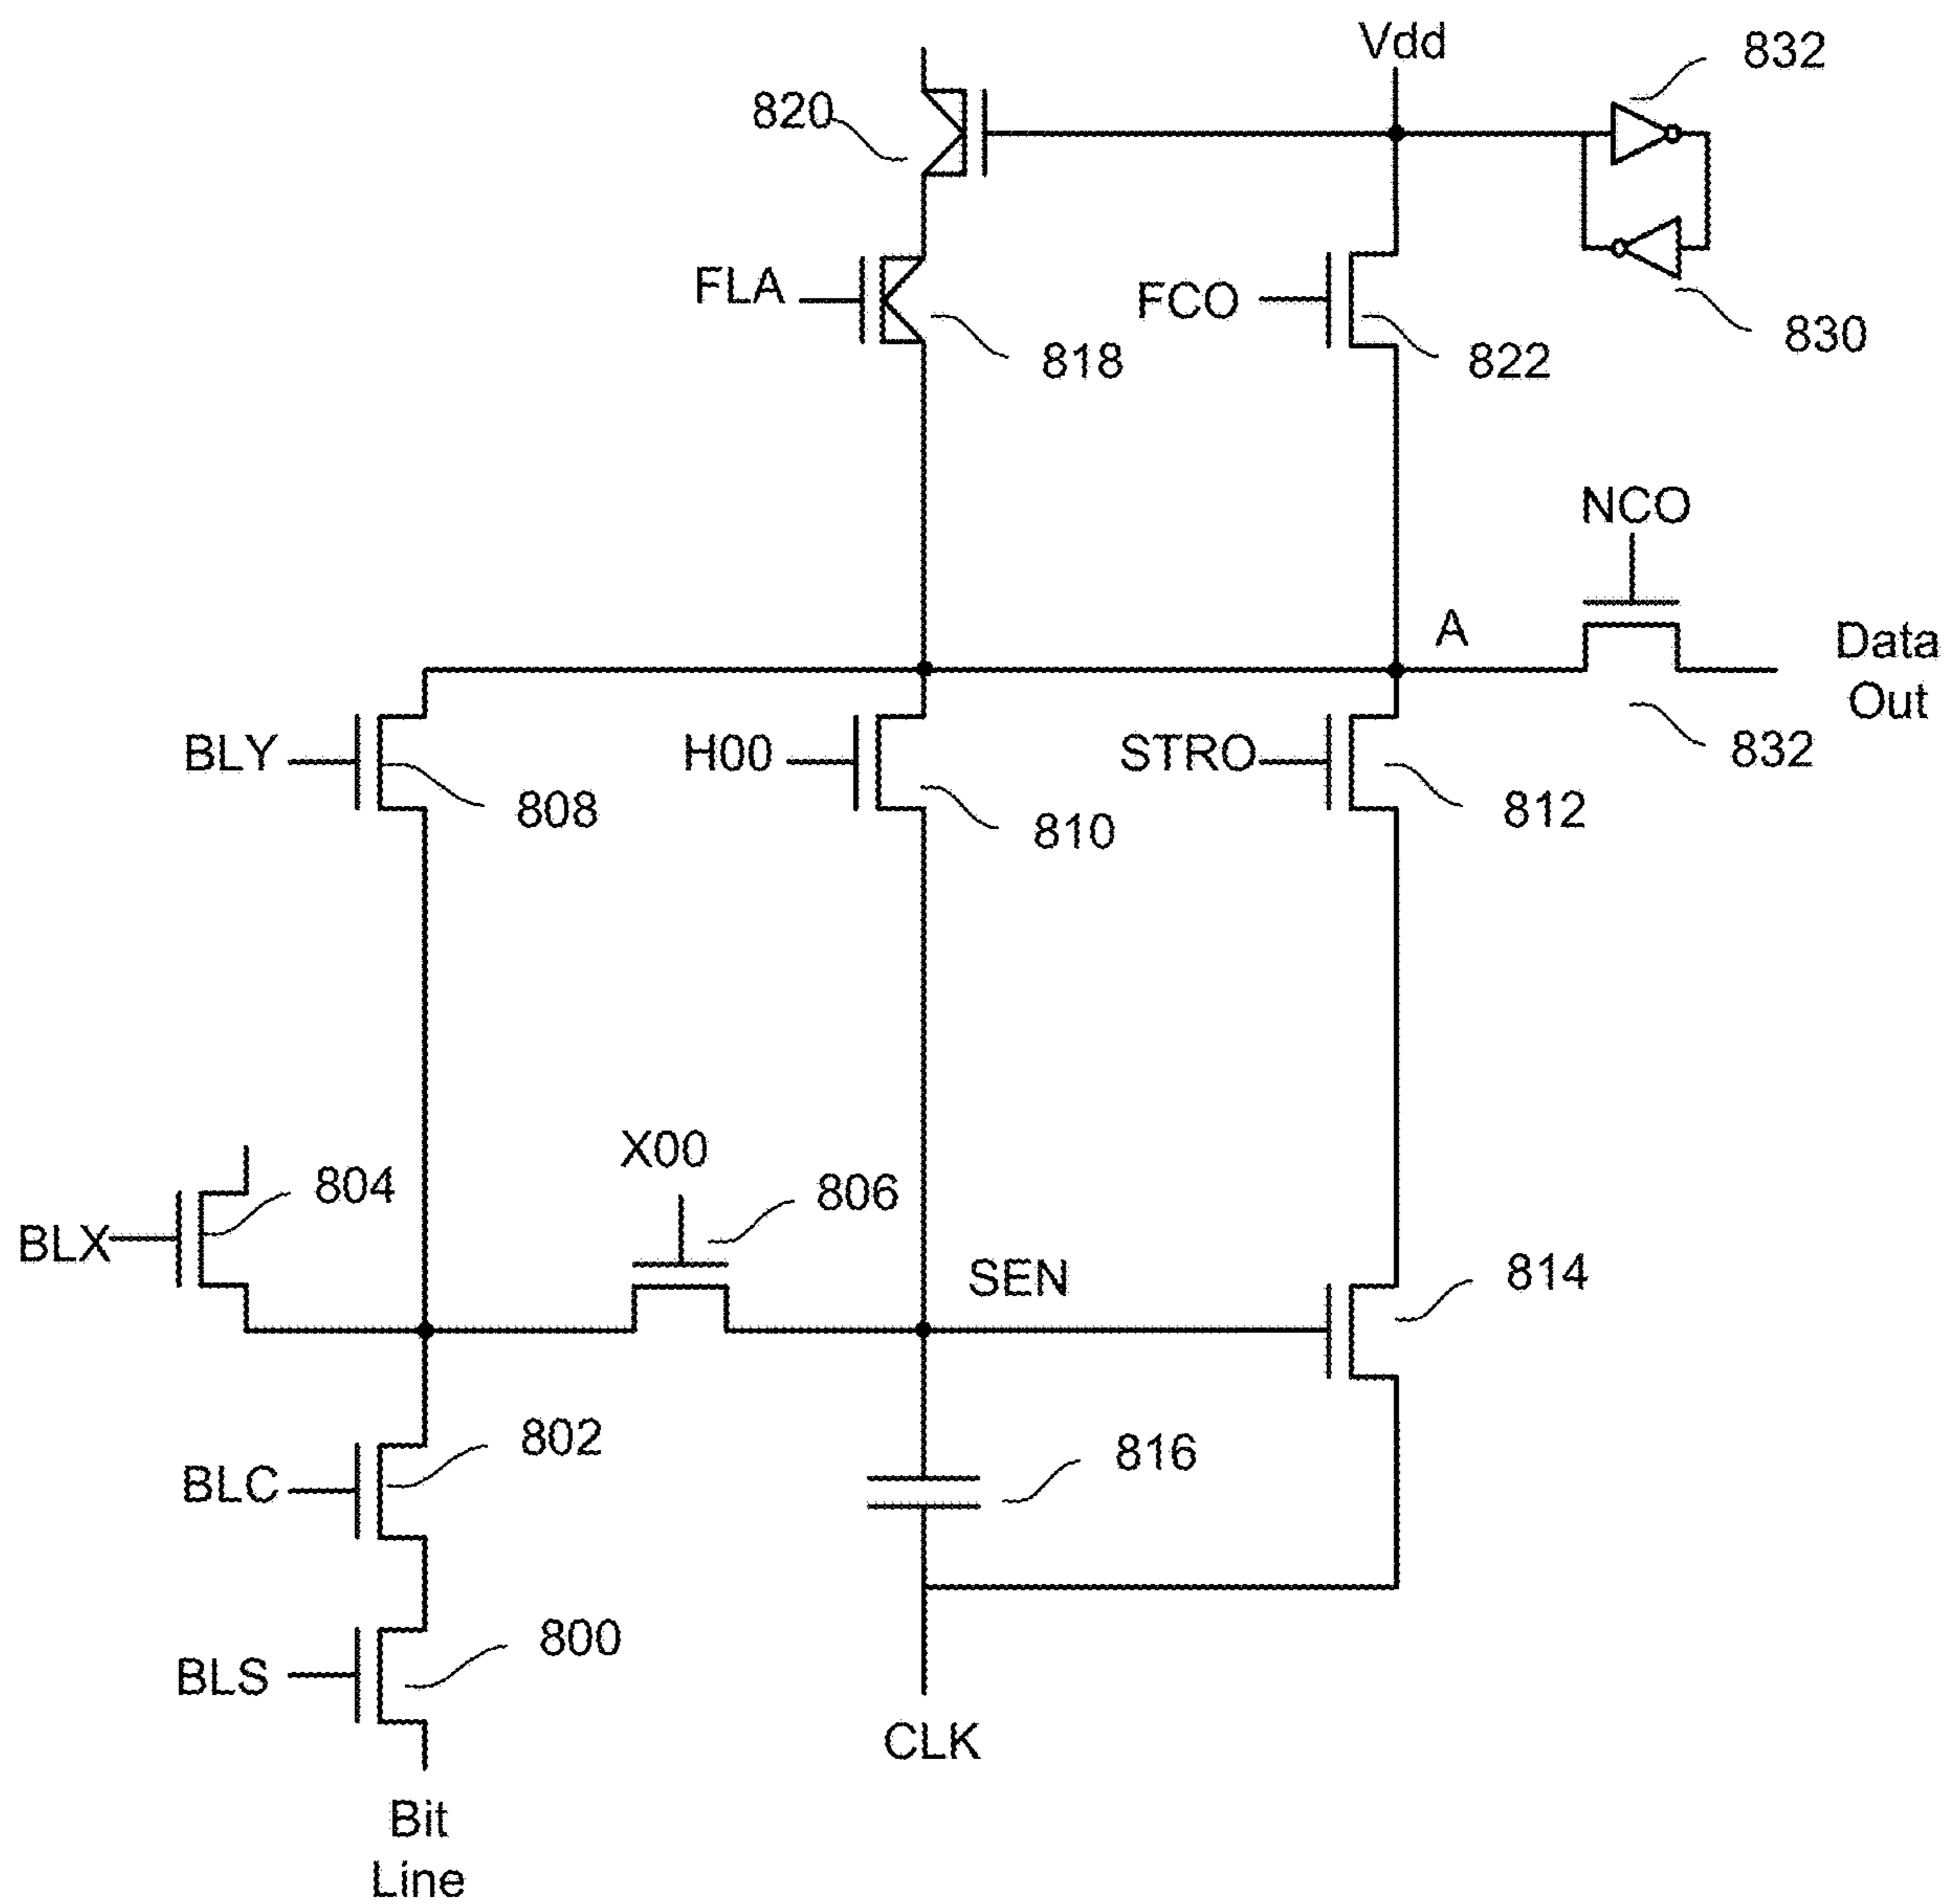 Vdd
832
820
FLA
818
FCO
822
830
NCO
A
Data
Out
832
BLY
808
H00
810
STRO
812
X00
806
804
BLX
SEN
814
802
BLC
816
800
BLS
CLK
Bit
Line